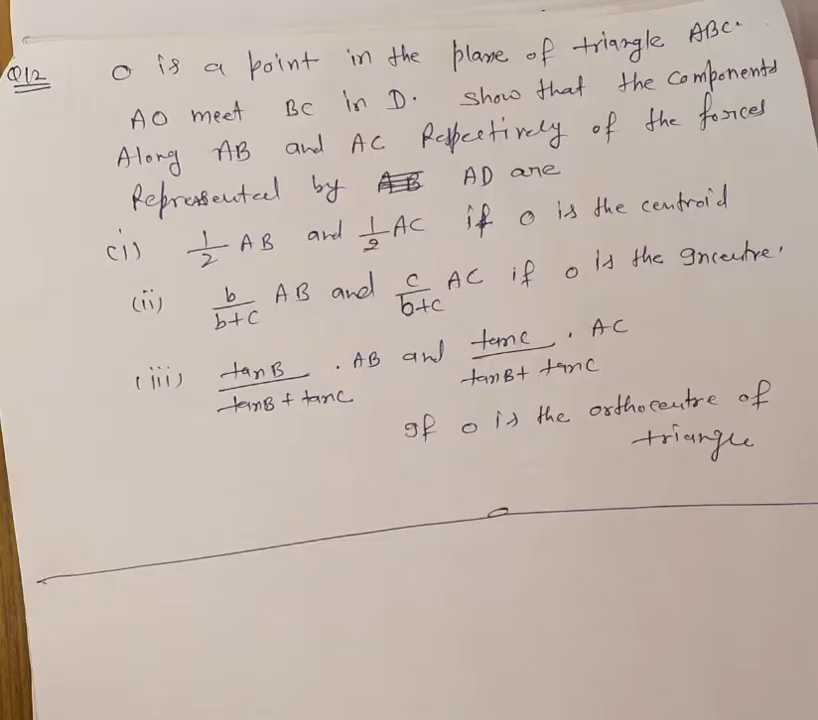 Q12 O is a point in the plane of triangle ABC.
AO meet BC in D. show that the components
Along AB and AC Respectively of the forces
Represented by AD are
(i) 1/2 AB and 1/2 AC if O is the centroid
(ii) b/b+c AB and c/b+c AC if O is the Incentre.
(iii) tanB/tanB + tanC . AB and tanC/tanB + tanC . AC
If O is the orthocentre of
triangle